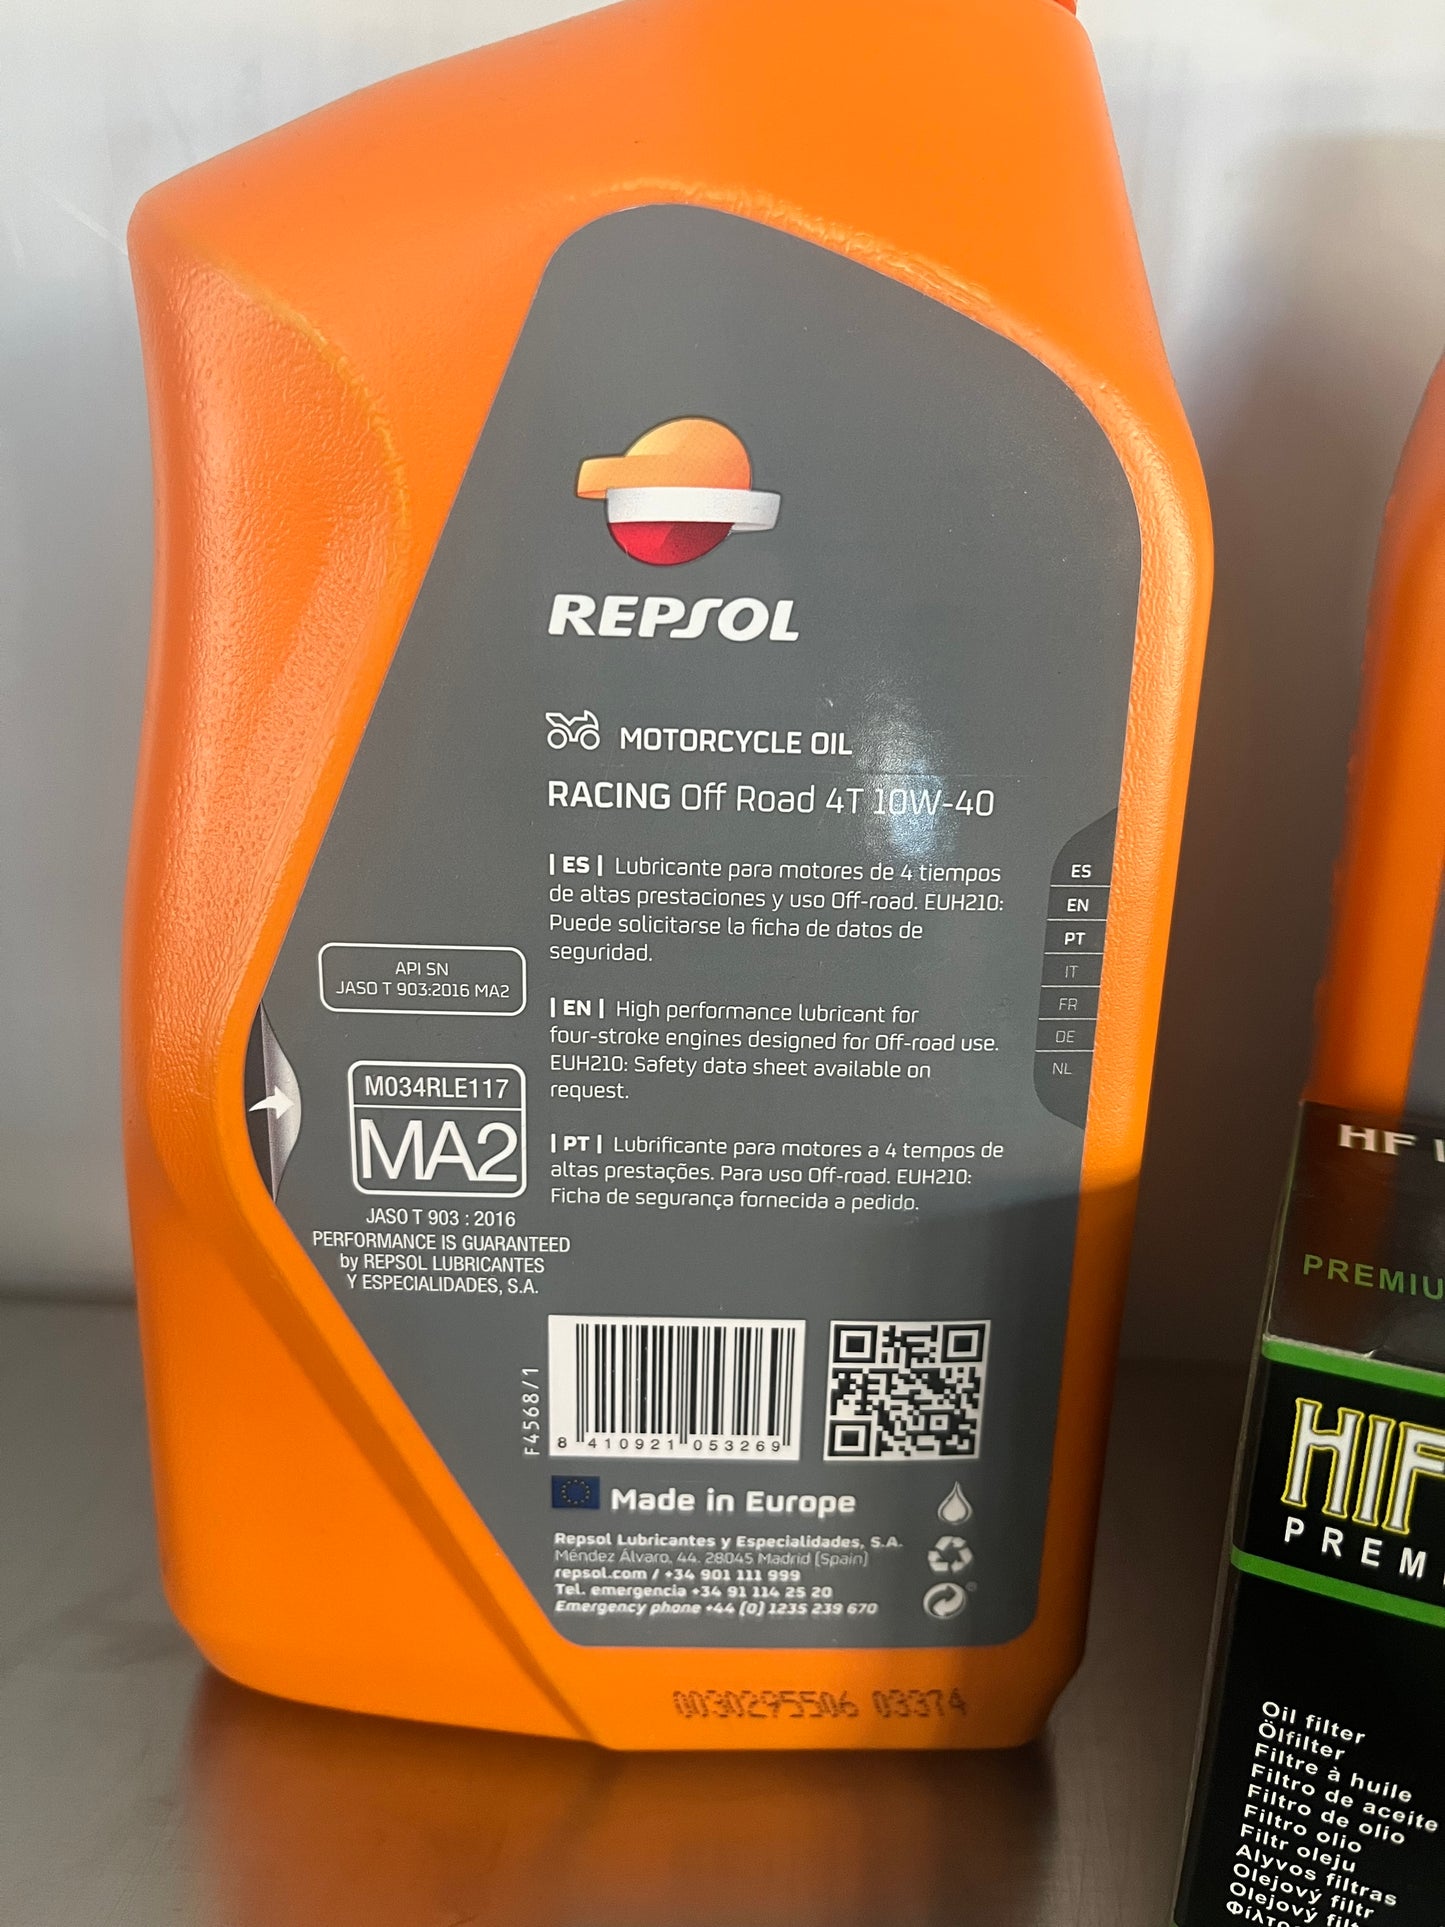 REPSOL
MOTORCYCLE OIL
RACING Off Road 4T 10W-40
| ES | Lubricante para motores de 4 tiempos
de altas prestaciones y uso Off-road. EUH210:
Puede solicitarse la ficha de datos de
seguridad.
| EN | High performance lubricant for
four-stroke engines designed for Off-road use.
EUH210: Safety data sheet available on
request.
| PT | Lubrificante para motores a 4 tempos de
altas prestações. Para uso Off-road. EUH210:
Ficha de segurança fornecida a pedido.
ES
EN
PT
IT
FR
DE
NL
API SN
JASO T 903:2016 MA2
M034RLE117
MA2
JASO T 903 : 2016
PERFORMANCE IS GUARANTEED
by REPSOL LUBRICANTES
Y ESPECIALIDADES, S.A.
F4568/1
8 410921 053269
Made in Europe
Repsol Lubricantes y Especialidades, S.A.
Méndez Álvaro, 44. 28045 Madrid (Spain)
repsol.com / +34 901 111 999
Tel. emergencia +34 91 114 25 20
Emergency phone +44 (0) 1235 239 670
0030295506 03374
HF
PREMIU
HIF
PREM
Oil filter
Ölfilter
Filtre à huile
Filtro de aceite
Filtro de olio
Filtro olio
Filtr oleju
Alyvos filtras
Olejový filtr
Olejový filt